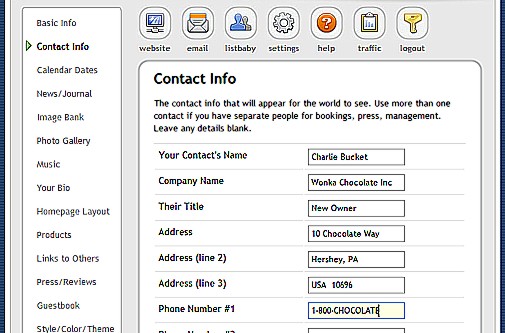 Basic Info
Contact Info
Calendar Dates
News/Journal
Image Bank
Photo Gallery
Music
Your Bio
Homepage Layout
Products
Links to Others
Press/Reviews
Guestbook
Style/Color/Theme
website email listbaby settings help traffic logout
Contact Info
The contact info that will appear for the world to see. Use more than one
contact if you have separate people for bookings, press, management.
Leave any details blank.
Your Contact's Name Charlie Bucket
Company Name Wonka Chocolate Inc
Their Title New Owner
Address 10 Chocolate Way
Address (line 2) Hershey, PA
Address (line 3) USA 10696
Phone Number #1 1-800-CHOCOLATE